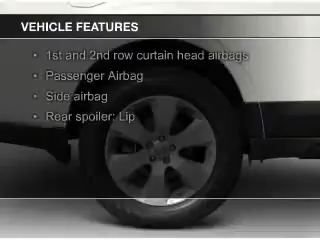 VEHICLE FEATURES
• 1st and 2nd row curtain head airbags
• Passenger Airbag
• Side airbag
• Rear spoiler: Lip